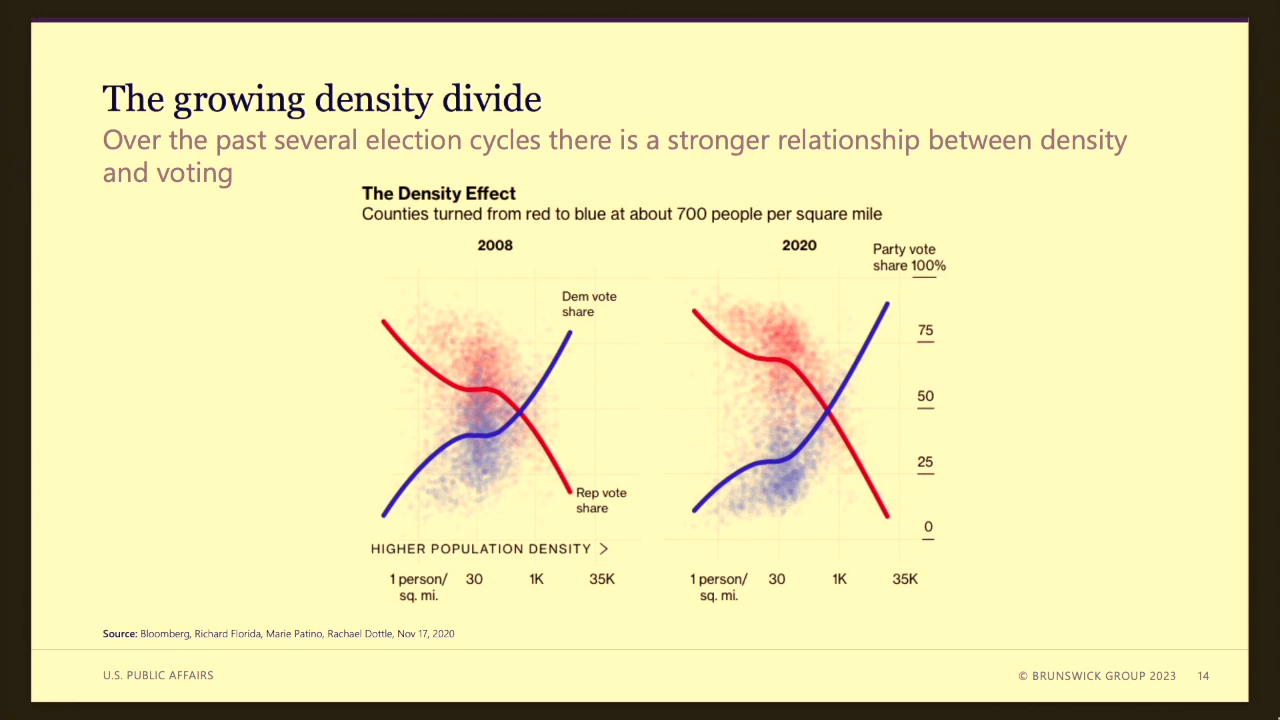 The growing density divide
Over the past several election cycles there is a stronger relationship between density
and voting
The Density Effect
Counties turned from red to blue at about 700 people per square mile
2008
2020
Party vote
share 100%
Dem vote
share
75
50
25
Rep vote
share
0
HIGHER POPULATION DENSITY >
1 person/ 30 1K 35K
sq. mi.
1 person/ 30 1K 35K
sq. mi.
Source: Bloomberg, Richard Florida, Marie Patino, Rachael Dottle, Nov 17, 2020
U.S. PUBLIC AFFAIRS
© BRUNSWICK GROUP 2023 14